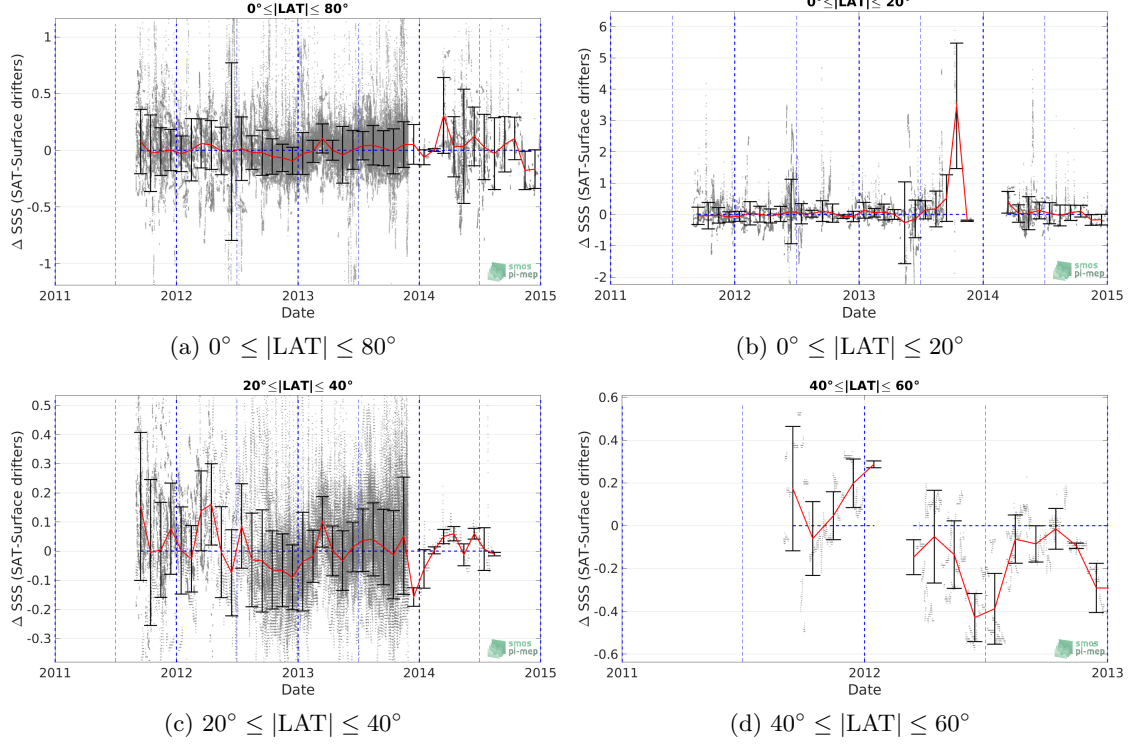 0°≤|LAT|≤ 80°
Δ SSS (SAT-Surface drifters)
1
0.5
0
-0.5
-1
2011
2012
2013
2014
2015
Date
smos
pi-mep
(a) 0° ≤ |LAT| ≤ 80°
0°≤|LAT|≤ 20°
Δ SSS (SAT-Surface drifters)
6
5
4
3
2
1
0
-1
-2
2011
2012
2013
2014
2015
Date
smos
pi-mep
(b) 0° ≤ |LAT| ≤ 20°
20°≤|LAT|≤ 40°
Δ SSS (SAT-Surface drifters)
0.5
0.4
0.3
0.2
0.1
0
-0.1
-0.2
-0.3
2011
2012
2013
2014
2015
Date
smos
pi-mep
(c) 20° ≤ |LAT| ≤ 40°
40°≤|LAT|≤ 60°
Δ SSS (SAT-Surface drifters)
0.6
0.4
0.2
0
-0.2
-0.4
-0.6
2011
2012
2013
Date
smos
pi-mep
(d) 40° ≤ |LAT| ≤ 60°